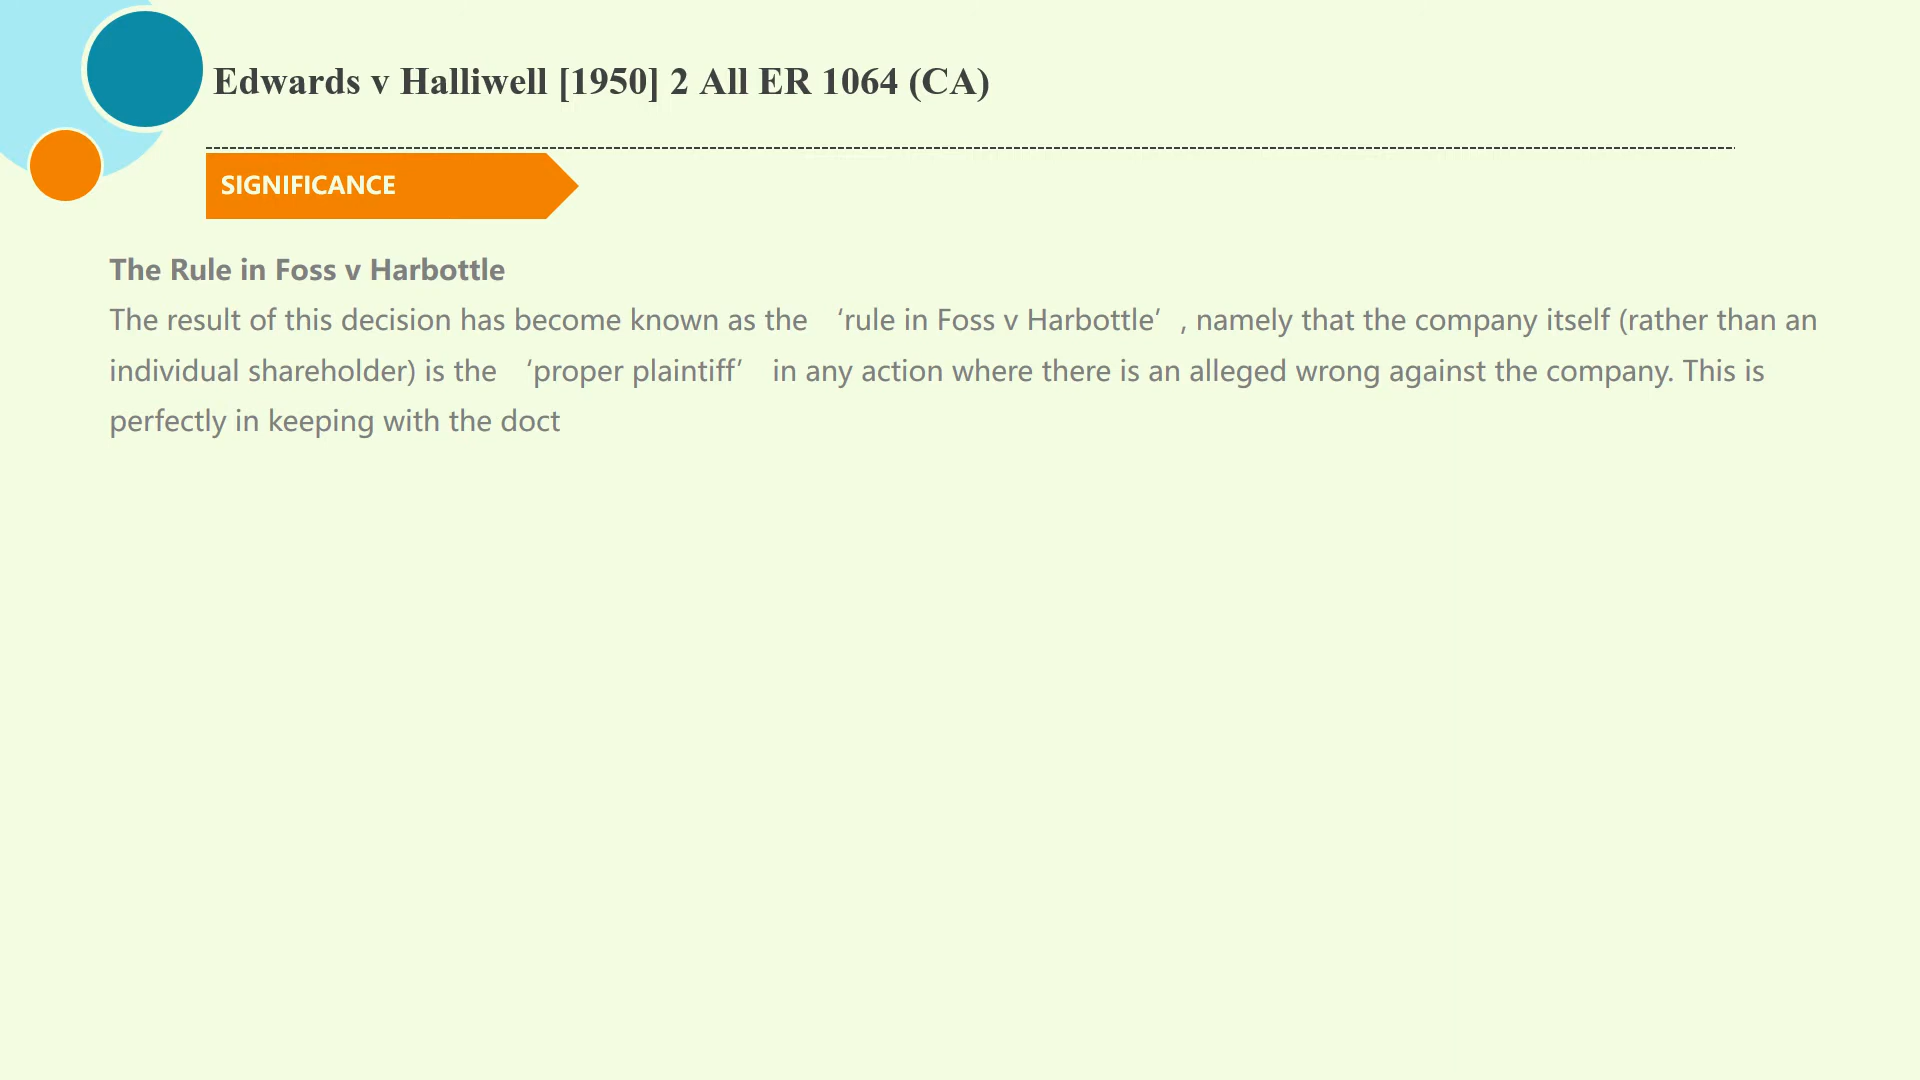 Edwards v Halliwell [1950] 2 All ER 1064 (CA)
SIGNIFICANCE
The Rule in Foss v Harbottle
The result of this decision has become known as the ‘rule in Foss v Harbottle’, namely that the company itself (rather than an
individual shareholder) is the ‘proper plaintiff’ in any action where there is an alleged wrong against the company. This is
perfectly in keeping with the doct